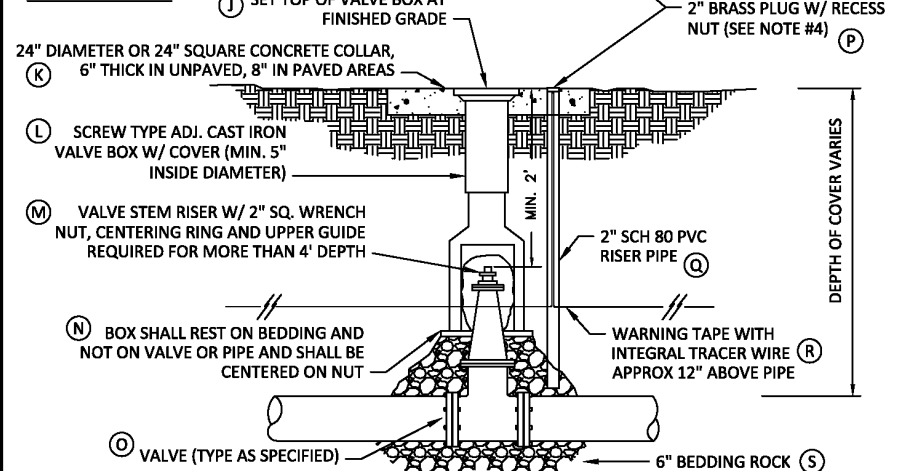 J SET TOP OF VALVE BOX AT
FINISHED GRADE
2" BRASS PLUG W/ RECESS
NUT (SEE NOTE #4) P
24" DIAMETER OR 24" SQUARE CONCRETE COLLAR,
K 6" THICK IN UNPAVED, 8" IN PAVED AREAS
L SCREW TYPE ADJ. CAST IRON
VALVE BOX W/ COVER (MIN. 5"
INSIDE DIAMETER)
MIN. 2'
DEPTH OF COVER VARIES
M VALVE STEM RISER W/ 2" SQ. WRENCH
NUT, CENTERING RING AND UPPER GUIDE
REQUIRED FOR MORE THAN 4' DEPTH
2" SCH 80 PVC
RISER PIPE Q
N BOX SHALL REST ON BEDDING AND
NOT ON VALVE OR PIPE AND SHALL BE
CENTERED ON NUT
WARNING TAPE WITH
INTEGRAL TRACER WIRE R
APPROX 12" ABOVE PIPE
O VALVE (TYPE AS SPECIFIED)
6" BEDDING ROCK S